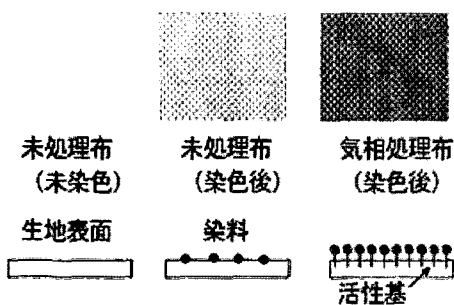 未処理布 未処理布 気相処理布
(未染色) (染色後) (染色後)
生地表面 染料
活性基